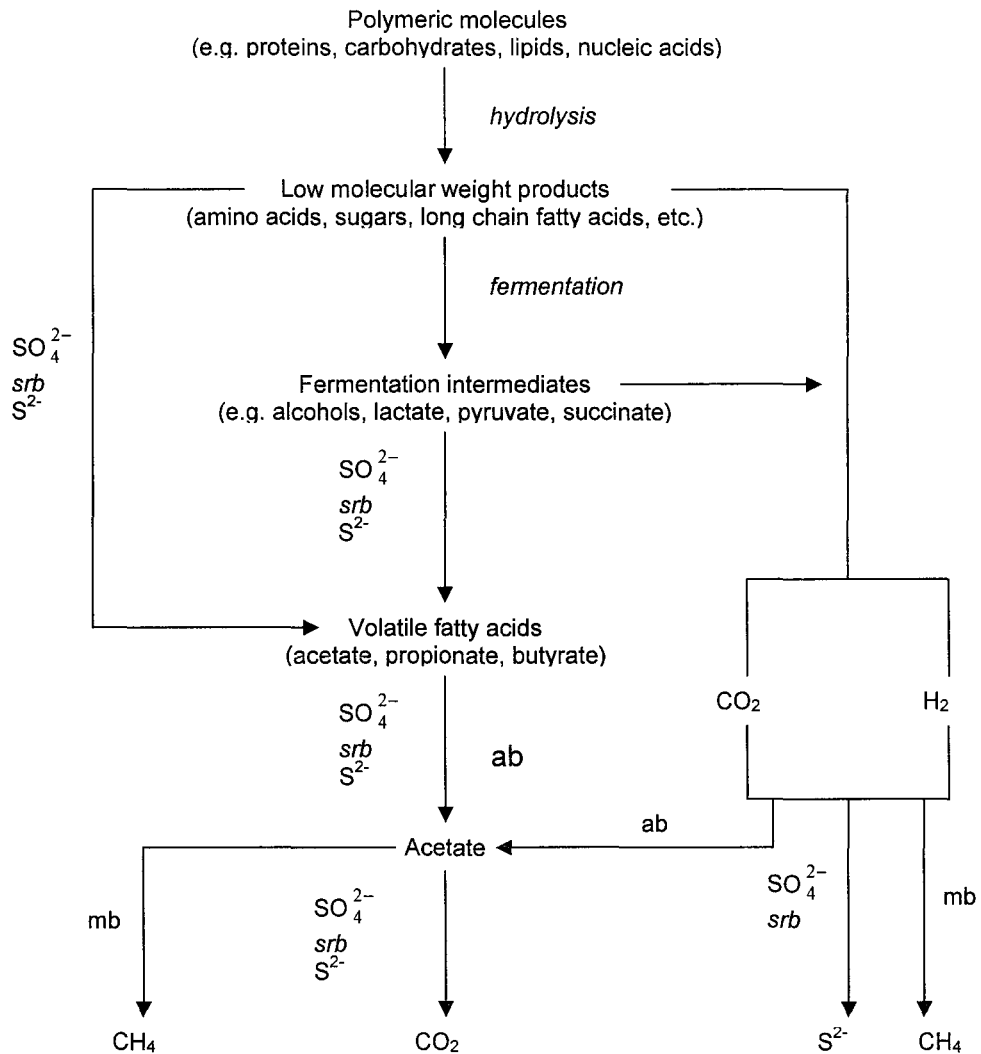 Polymeric molecules
(e.g. proteins, carbohydrates, lipids, nucleic acids)
hydrolysis
Low molecular weight products
(amino acids, sugars, long chain fatty acids, etc.)
fermentation
SO₄²⁻
srb
S²⁻
Fermentation intermediates
(e.g. alcohols, lactate, pyruvate, succinate)
SO₄²⁻
srb
S²⁻
Volatile fatty acids
(acetate, propionate, butyrate)
CO₂
H₂
SO₄²⁻
srb
S²⁻
ab
ab
Acetate
mb
SO₄²⁻
srb
S²⁻
SO₄²⁻
srb
mb
CH₄
CO₂
S²⁻
CH₄